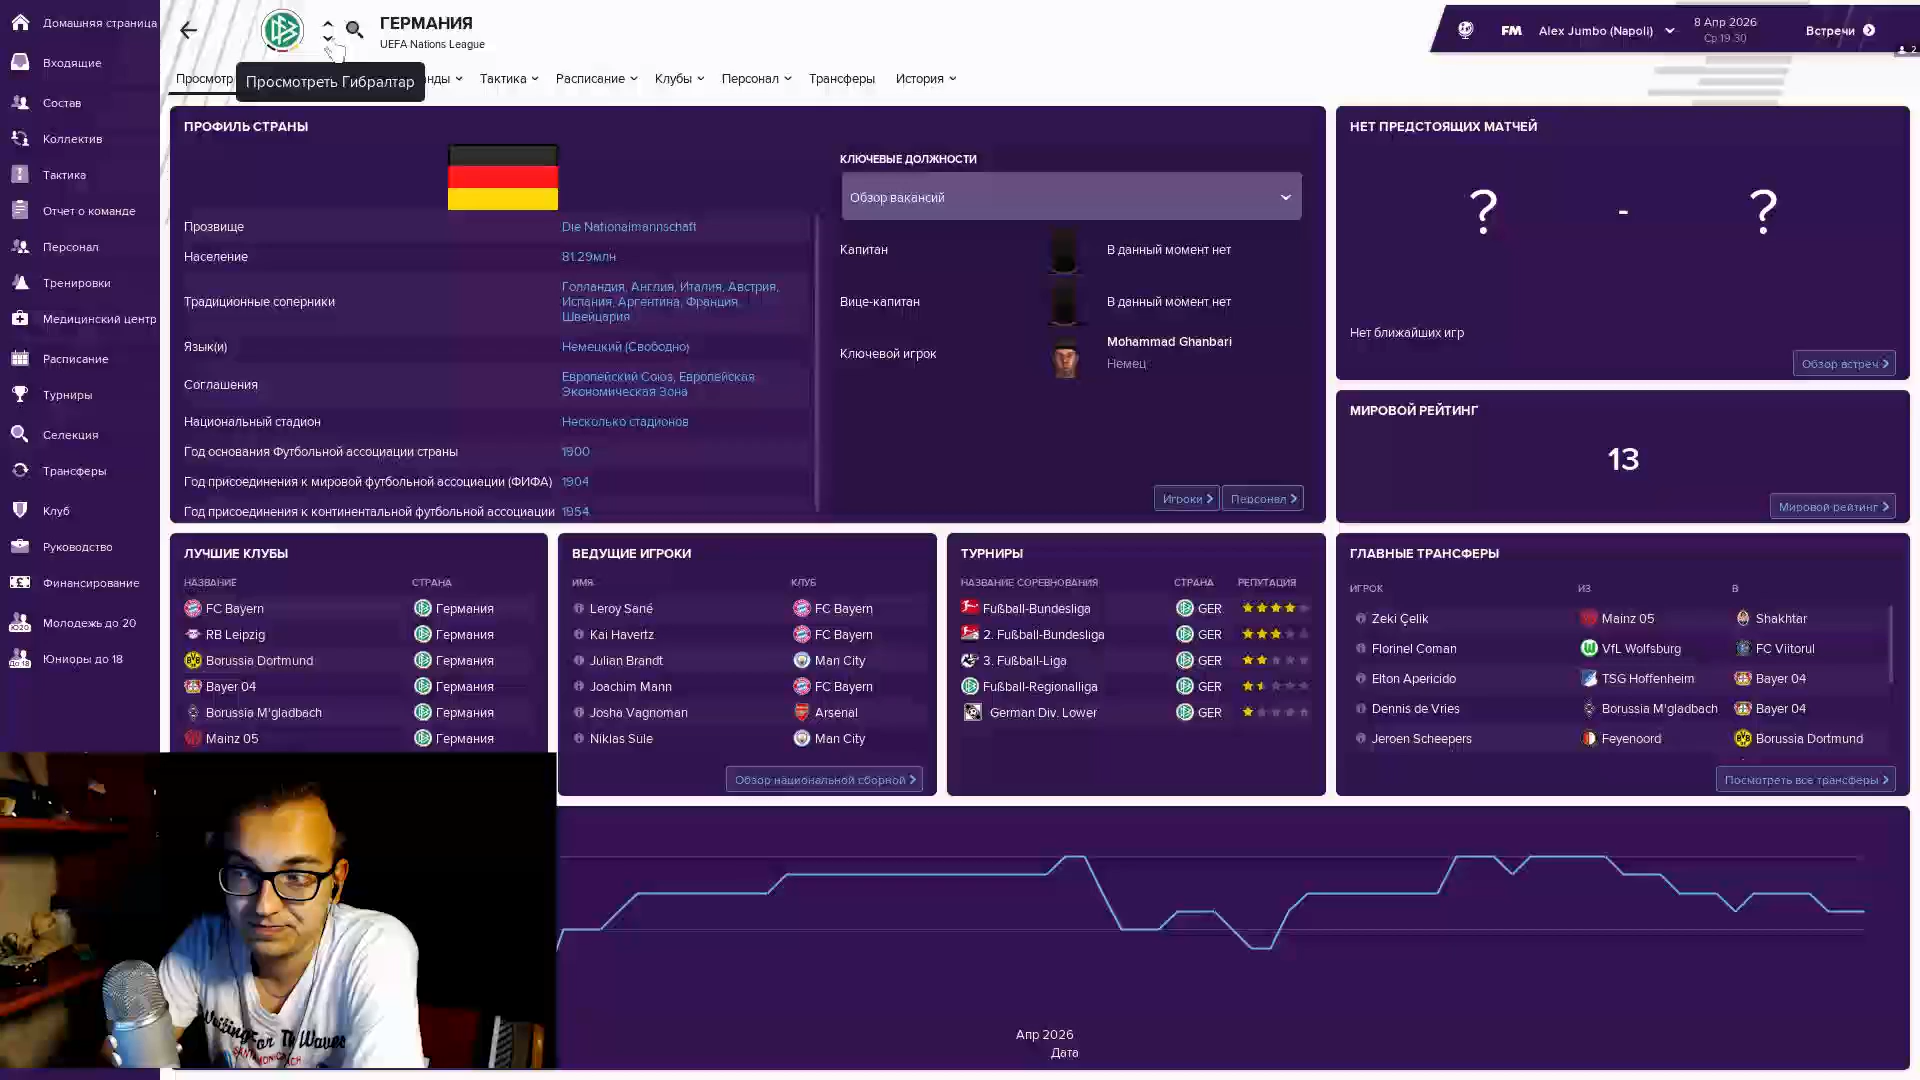 Домашняя страница
Входящие
Состав
Коллектив
Тактика
Отчет о команде
Персонал
Тренировки
Медицинский центр
Расписание
Турниры
Селекция
Трансферы
Клуб
Руководство
Финансирование
Молодежь до 20
Юниоры до 18
ГЕРМАНИЯ
UEFA Nations League
FM
Alex Jumbo (Napoli)
8 Апр 2026
Ср 19:30
Встречи
2
Просмотр
Просмотреть Гибралтар
Тактика
Расписание
Клубы
Персонал
Трансферы
История
ПРОФИЛЬ СТРАНЫ
Прозвище Die Nationalmannschaft
Население 81.29млн
Традиционные соперники Голландия, Англия, Италия, Австрия, Испания, Аргентина, Франция, Швейцария
Язык(и) Немецкий (Свободно)
Соглашения Европейский Союз, Европейская Экономическая Зона
Национальный стадион Несколько стадионов
Год основания Футбольной ассоциации страны 1900
Год присоединения к мировой футбольной ассоциации (ФИФА) 1904
Год присоединения к континентальной футбольной ассоциации 1954
КЛЮЧЕВЫЕ ДОЛЖНОСТИ
Обзор вакансий
Капитан В данный момент нет
Вице-капитан В данный момент нет
Ключевой игрок Mohammad Ghanbari
Немец
Игроки
Персонал
НЕТ ПРЕДСТОЯЩИХ МАТЧЕЙ
? - ?
Нет ближайших игр
Обзор встреч
МИРОВОЙ РЕЙТИНГ
13
Мировой рейтинг
ЛУЧШИЕ КЛУБЫ
НАЗВАНИЕ СТРАНА
FC Bayern Германия
RB Leipzig Германия
Borussia Dortmund Германия
Bayer 04 Германия
Borussia M'gladbach Германия
Mainz 05 Германия
ВЕДУЩИЕ ИГРОКИ
ИМЯ КЛУБ
Leroy Sané FC Bayern
Kai Havertz FC Bayern
Julian Brandt Man City
Joachim Mann FC Bayern
Josha Vagnoman Arsenal
Niklas Süle Man City
Обзор национальной сборной
ТУРНИРЫ
НАЗВАНИЕ СОРЕВНОВАНИЯ СТРАНА РЕПУТАЦИЯ
Fußball-Bundesliga GER
2. Fußball-Bundesliga GER
3. Fußball-Liga GER
Fußball-Regionalliga GER
German Div. Lower GER
ГЛАВНЫЕ ТРАНСФЕРЫ
ИГРОК ИЗ В
Zeki Çelik Mainz 05 Shakhtar
Florinel Coman VfL Wolfsburg FC Viitorul
Elton Apericido TSG Hoffenheim Bayer 04
Dennis de Vries Borussia M'gladbach Bayer 04
Jeroen Scheepers Feyenoord Borussia Dortmund
Посмотреть все трансферы
Апр 2026
Дата
Waiting For The Waves